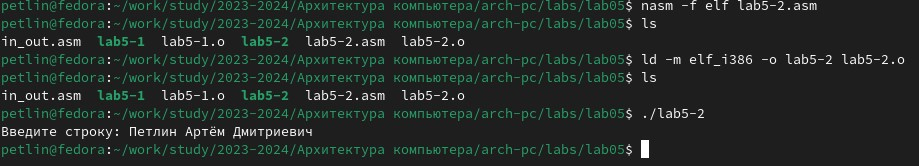 petlin@fedora:~/work/study/2023-2024/Архитектура компьютера/arch-pc/labs/lab05$ nasm -f elf lab5-2.asm
petlin@fedora:~/work/study/2023-2024/Архитектура компьютера/arch-pc/labs/lab05$ ls
in_out.asm  lab5-1  lab5-1.o  lab5-2  lab5-2.asm  lab5-2.o
petlin@fedora:~/work/study/2023-2024/Архитектура компьютера/arch-pc/labs/lab05$ ld -m elf_i386 -o lab5-2 lab5-2.o
petlin@fedora:~/work/study/2023-2024/Архитектура компьютера/arch-pc/labs/lab05$ ls
in_out.asm  lab5-1  lab5-1.o  lab5-2  lab5-2.asm  lab5-2.o
petlin@fedora:~/work/study/2023-2024/Архитектура компьютера/arch-pc/labs/lab05$ ./lab5-2
Введите строку: Петлин Артём Дмитриевич
petlin@fedora:~/work/study/2023-2024/Архитектура компьютера/arch-pc/labs/lab05$